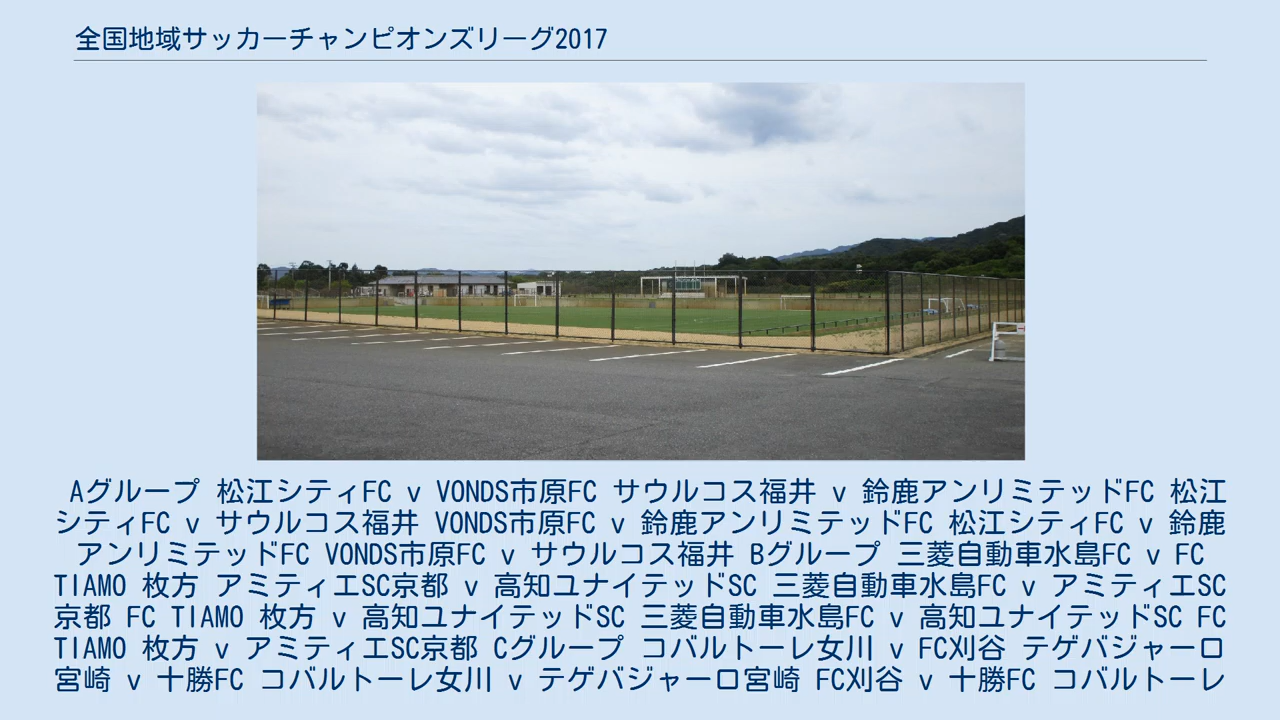 全国地域サッカーチャンピオンズリーグ2017
Aグループ 松江シティFC v VONDS市原FC サウルコス福井 v 鈴鹿アンリミテッドFC 松江
シティFC v サウルコス福井 VONDS市原FC v 鈴鹿アンリミテッドFC 松江シティFC v 鈴鹿
アンリミテッドFC VONDS市原FC v サウルコス福井 Bグループ 三菱自動車水島FC v FC
TIAMO 枚方 アミティエSC京都 v 高知ユナイテッドSC 三菱自動車水島FC v アミティエSC
京都 FC TIAMO 枚方 v 高知ユナイテッドSC 三菱自動車水島FC v 高知ユナイテッドSC FC
TIAMO 枚方 v アミティエSC京都 Cグループ コバルトーレ女川 v FC刈谷 テゲバジャーロ
宮崎 v 十勝FC コバルトーレ女川 v テゲバジャーロ宮崎 FC刈谷 v 十勝FC コバルトーレ